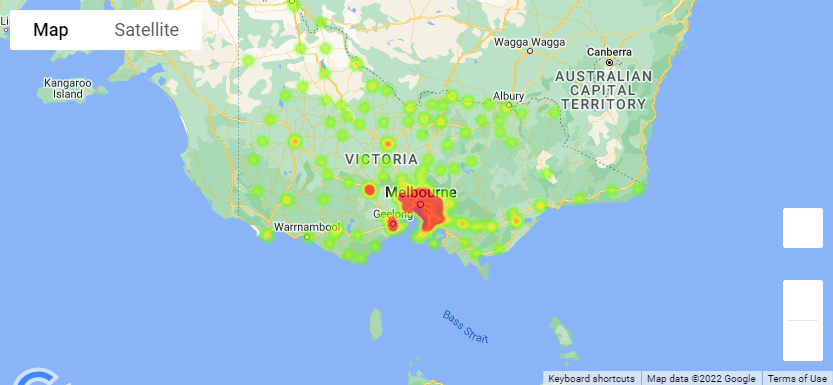 Map
Satellite
Wagga Wagga
Canberra
AUSTRALIAN
CAPITAL
TERRITORY
Kangaroo
Island
Albury
VICTORIA
Melbourne
Geelong
Warrnambool
Bass Strait
Keyboard shortcuts
Map data ©2022 Google
Terms of Use